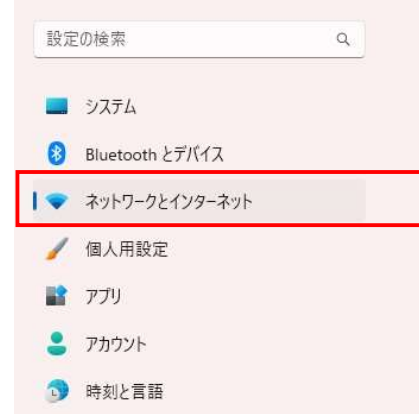 設定の検索
システム
Bluetooth とデバイス
ネットワークとインターネット
個人用設定
アプリ
アカウント
時刻と言語